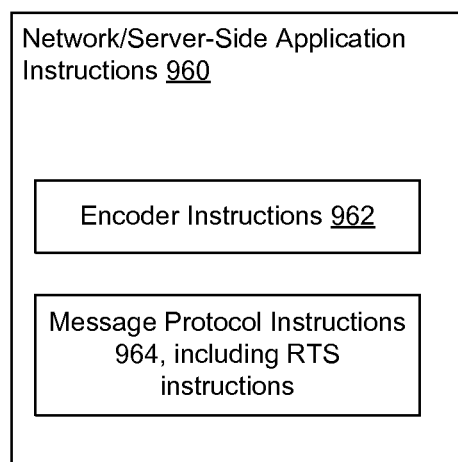 Network/Server-Side Application
Instructions 960
Encoder Instructions 962
Message Protocol Instructions
964, including RTS
instructions